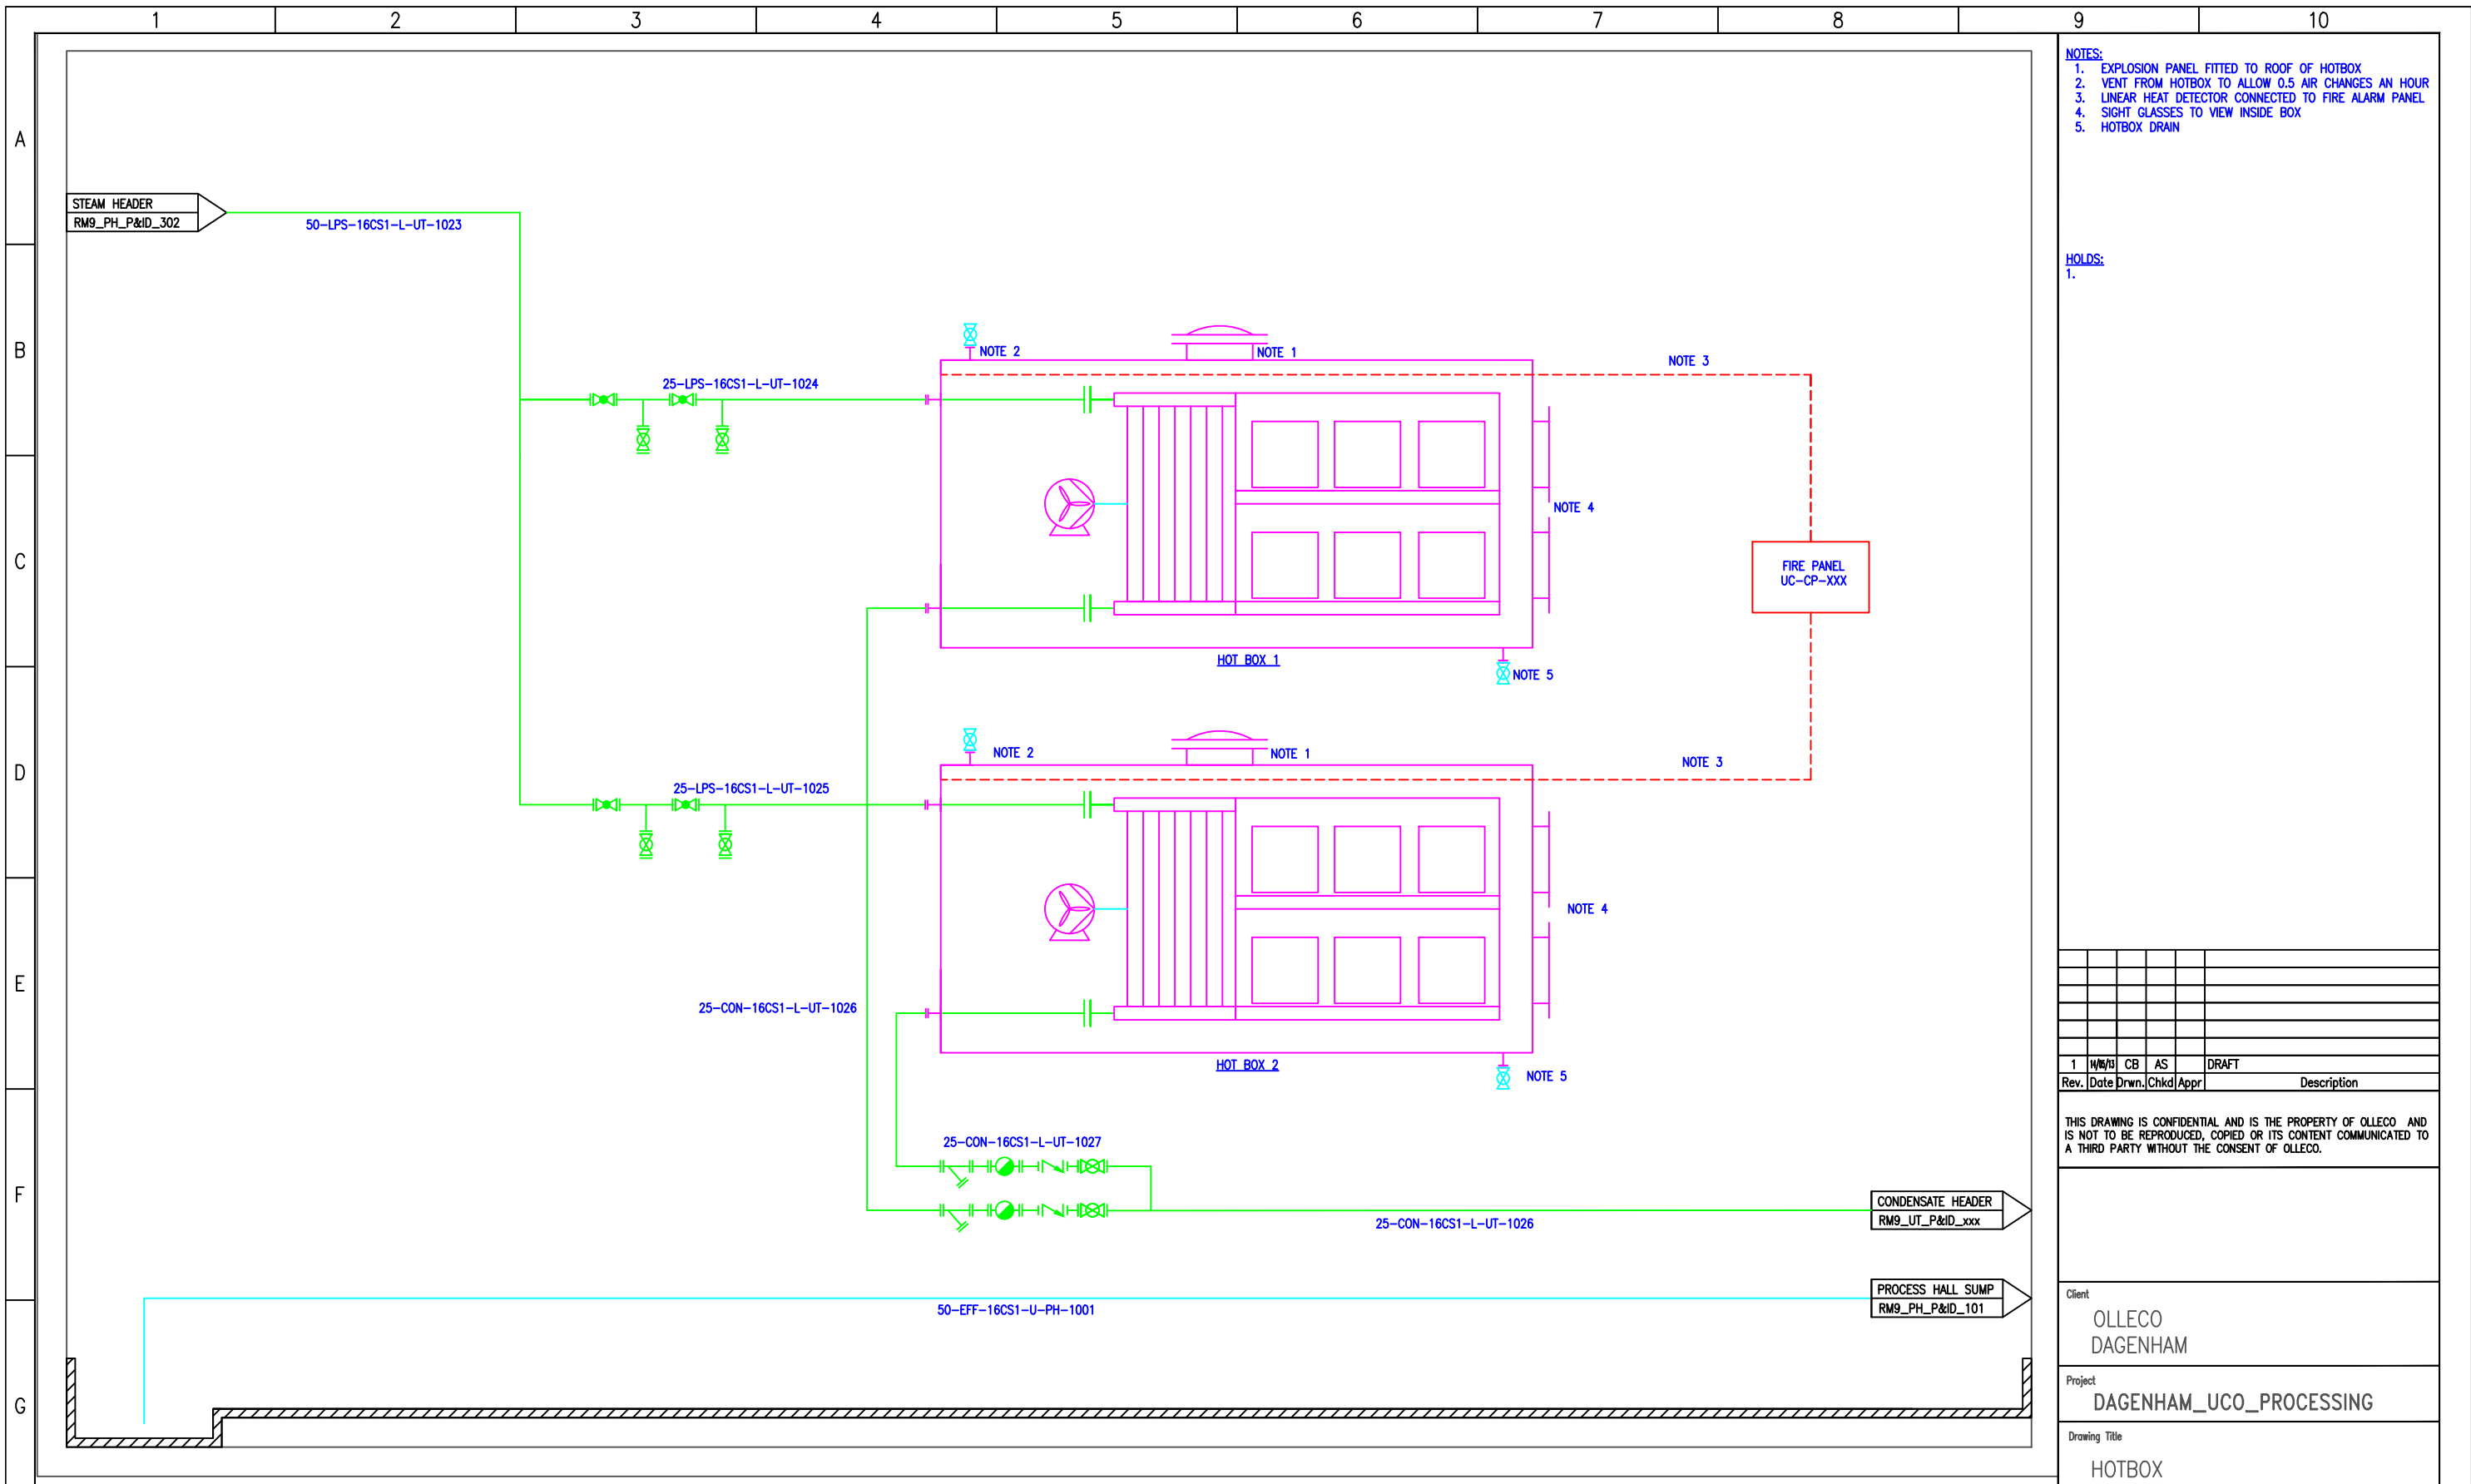 1 2 3 4 5 6 7 8 9 10
A
B
C
D
E
F
G
STEAM HEADER
RM9_PH_P&ID_302
50-LPS-16CS1-L-UT-1023
NOTE 2
NOTE 1
NOTE 3
25-LPS-16CS1-L-UT-1024
NOTE 4
FIRE PANEL
UC-CP-XXX
HOT BOX 1
NOTE 5
NOTE 2
NOTE 1
NOTE 3
25-LPS-16CS1-L-UT-1025
NOTE 4
25-CON-16CS1-L-UT-1026
HOT BOX 2
NOTE 5
25-CON-16CS1-L-UT-1027
25-CON-16CS1-L-UT-1026
CONDENSATE HEADER
RM9_UT_P&ID_xxx
50-EFF-16CS1-U-PH-1001
PROCESS HALL SUMP
RM9_PH_P&ID_101
NOTES:
1. EXPLOSION PANEL FITTED TO ROOF OF HOTBOX
2. VENT FROM HOTBOX TO ALLOW 0.5 AIR CHANGES AN HOUR
3. LINEAR HEAT DETECTOR CONNECTED TO FIRE ALARM PANEL
4. SIGHT GLASSES TO VIEW INSIDE BOX
5. HOTBOX DRAIN
HOLDS:
1.
1 CB AS DRAFT
Rev. Date Drwn. Chkd Appr Description
THIS DRAWING IS CONFIDENTIAL AND IS THE PROPERTY OF OLLECO AND
IS NOT TO BE REPRODUCED, COPIED OR ITS CONTENT COMMUNICATED TO
A THIRD PARTY WITHOUT THE CONSENT OF OLLECO.
Client
OLLECO
DAGENHAM
Project
DAGENHAM_UCO_PROCESSING
Drawing Title
HOTBOX